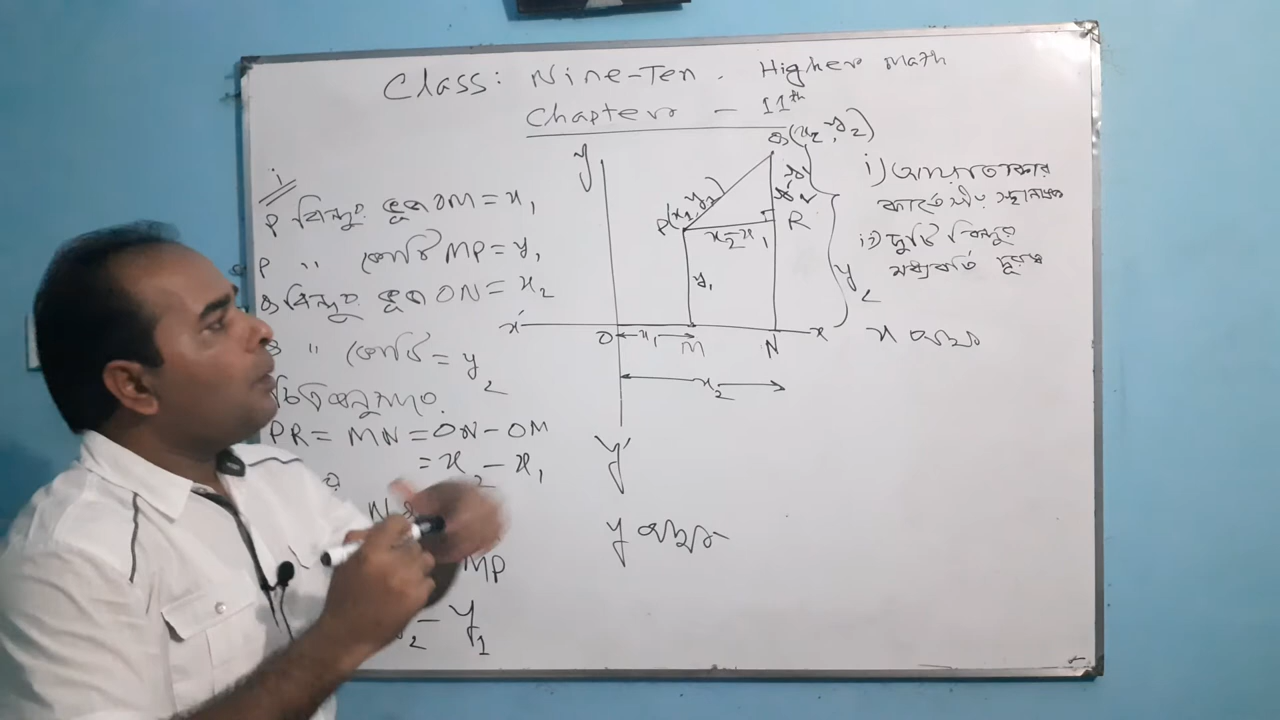 Class: Nine-Ten. Higher Math
Chapter - 11th
i
P বিন্দুর ভুজ OM = x₁
P " কোটি MP = y₁
Q বিন্দুর ভুজ ON = x₂
" কোটি = y₂
PR = MN = ON - OM
= x₂ - x₁
MP
₂ - y₁
y
Q(x₂, y₂)
P(x₁, y₁)
R
x₂-x₁
y₁
y₂
x' O x₁ M N x
x₂
y'
y অক্ষ
i) আয়তাকার
কার্তেসীয় স্থানাঙ্ক
ii) দুটি বিন্দুর
মধ্যবর্তি দূরত্ব
x অক্ষ